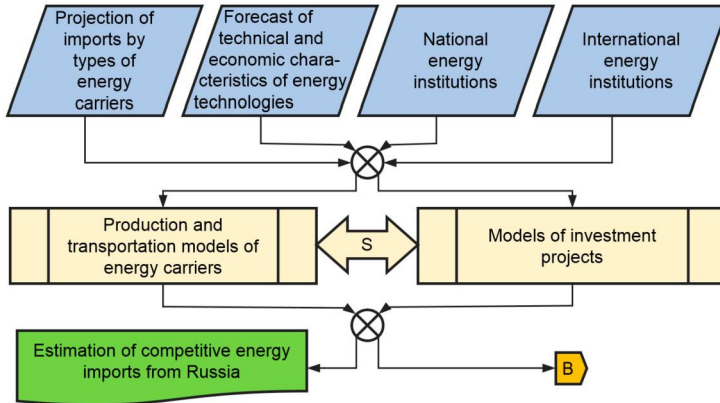 Projection of
imports by
types of
energy
carriers
Forecast of
technical and
economic chara-
cteristics of energy
technologies
National
energy
institutions
International
energy
institutions
Production and
transportation models of
energy carriers
S
Models of investment
projects
Estimation of competitive energy
imports from Russia
B